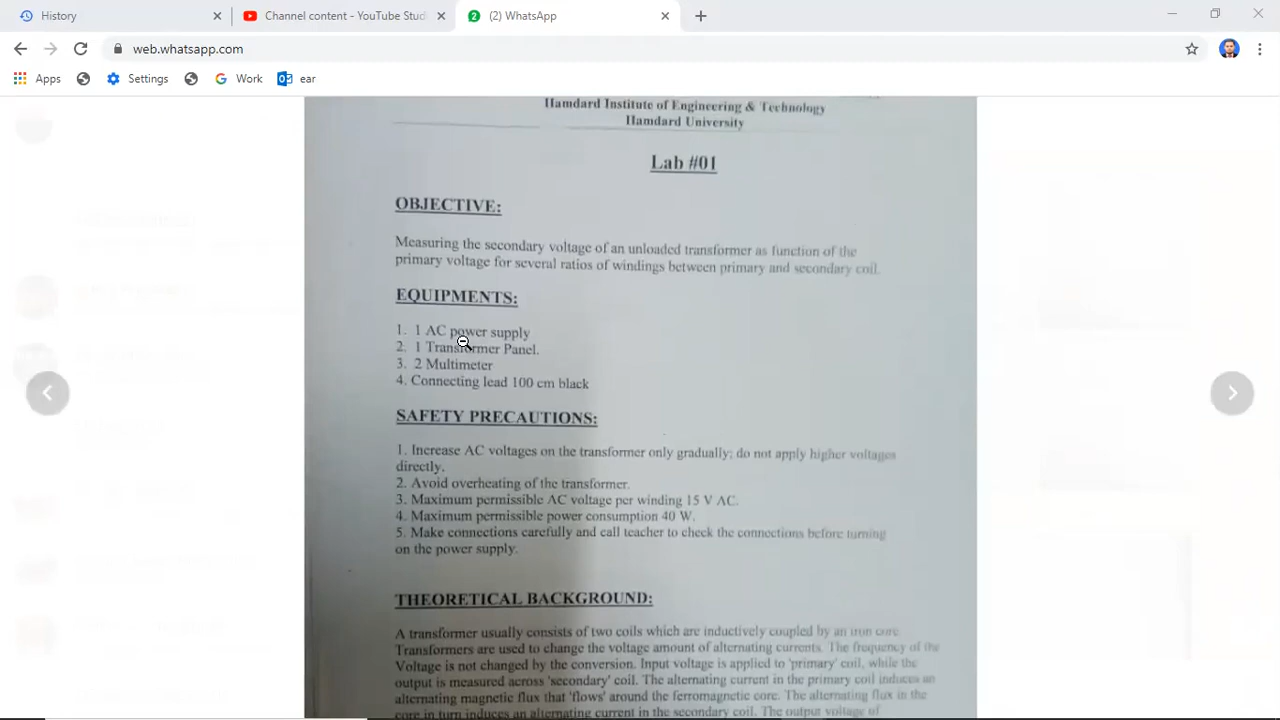 History
Channel content - YouTube Stud
2 (2) WhatsApp
web.whatsapp.com
Apps
Settings
Work
ear
Hamdard Institute of Engineering & Technology
Hamdard University
Lab #01
OBJECTIVE:
Measuring the secondary voltage of an unloaded transformer as function of the
primary voltage for several ratios of windings between primary and secondary coil.
EQUIPMENTS:
1. 1 AC power supply
2. 1 Transformer Panel.
3. 2 Multimeter
4. Connecting lead 100 cm black
SAFETY PRECAUTIONS:
1. Increase AC voltages on the transformer only gradually; do not apply higher voltages
directly.
2. Avoid overheating of the transformer.
3. Maximum permissible AC voltage per winding 15 V AC.
4. Maximum permissible power consumption 40 W.
5. Make connections carefully and call teacher to check the connections before turning
on the power supply.
THEORETICAL BACKGROUND:
A transformer usually consists of two coils which are inductively coupled by an iron core.
Transformers are used to change the voltage amount of alternating currents. The frequency of the
Voltage is not changed by the conversion. Input voltage is applied to 'primary' coil, while the
output is measured across 'secondary' coil. The alternating current in the primary coil induces an
alternating magnetic flux that 'flows' around the ferromagnetic core. The alternating flux in the
core in turn induces an alternating current in the secondary coil. The output voltage of